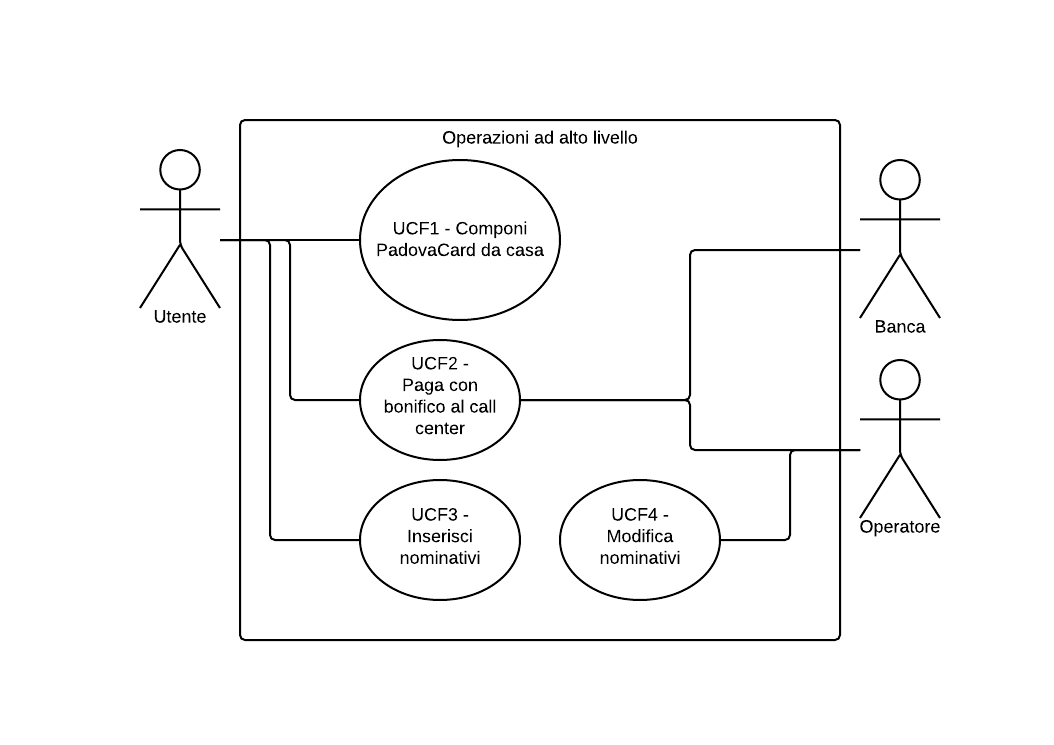 Operazioni ad alto livello
UCF1 - Componi
PadovaCard da casa
Utente
Banca
UCF2 -
Paga con
bonifico al call
center
UCF3 -
Inserisci
nominativi
UCF4 -
Modifica
nominativi
Operatore